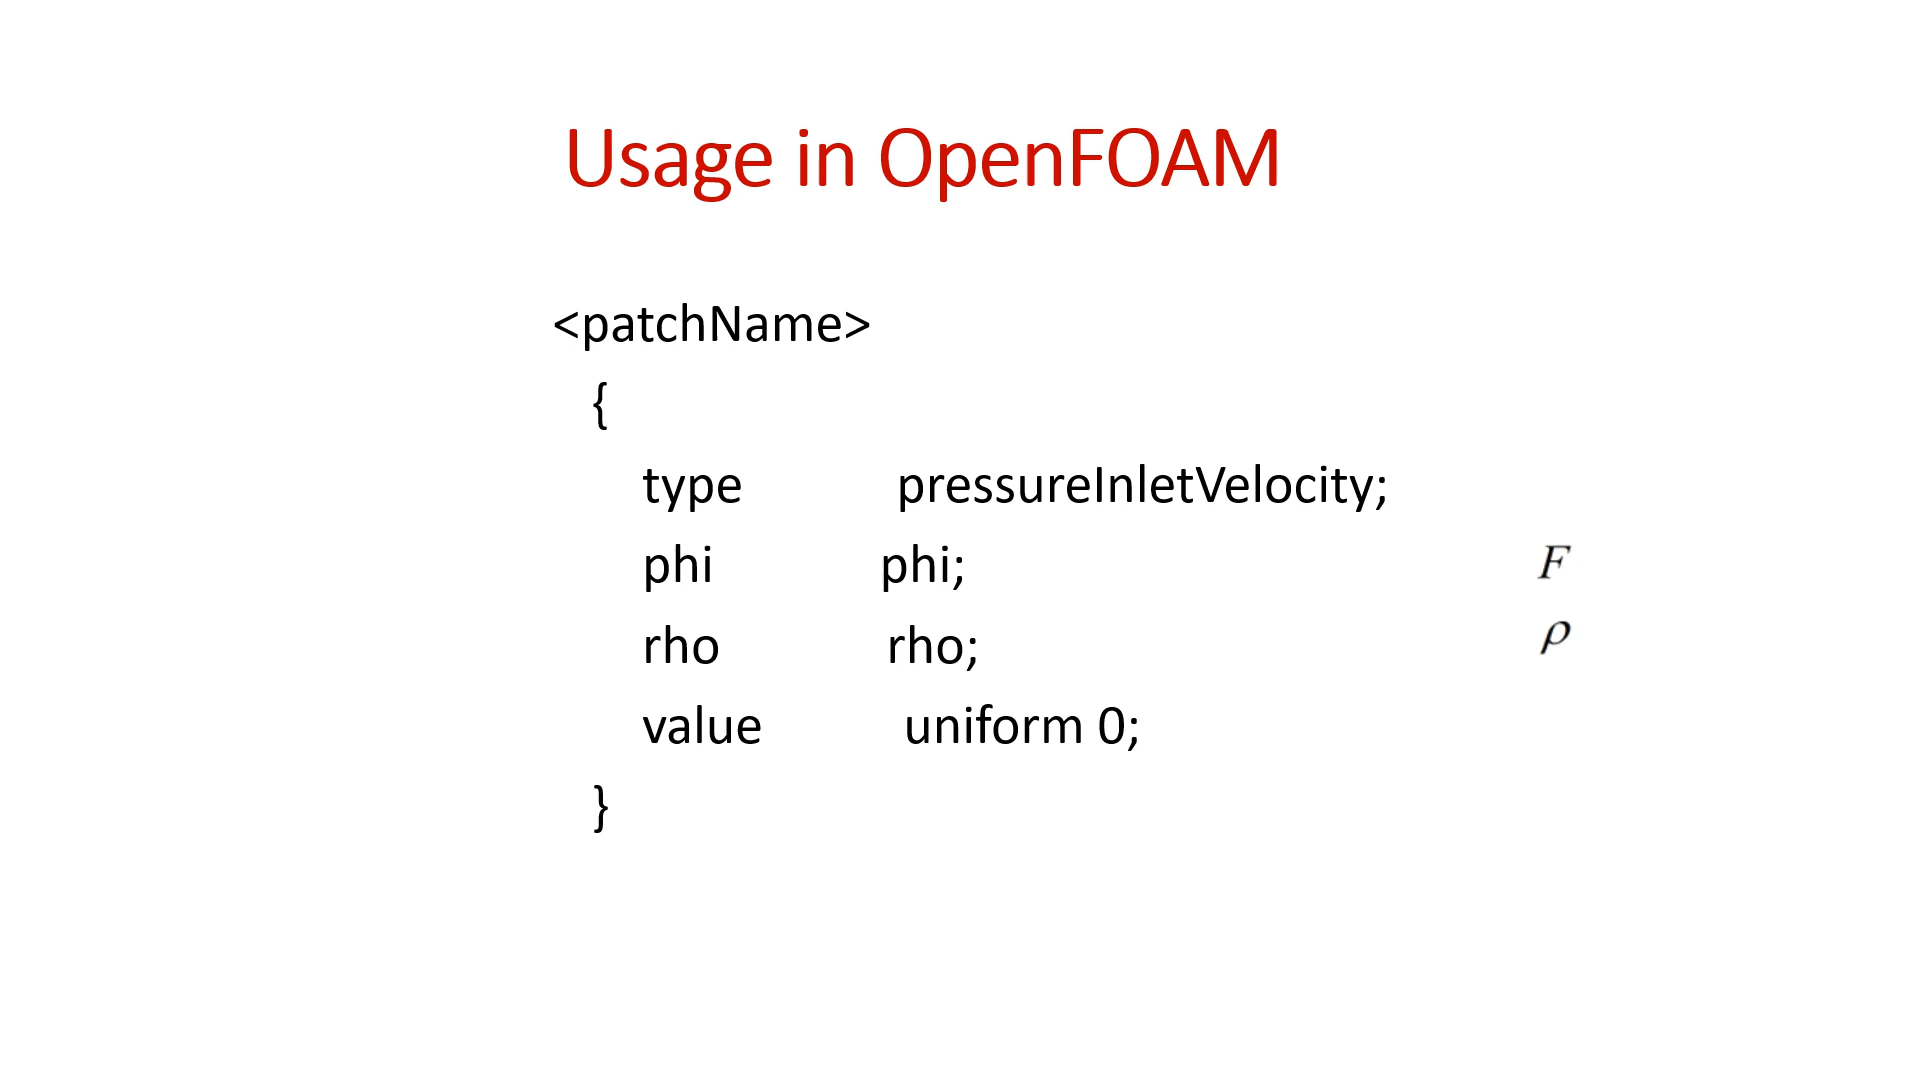 Usage in OpenFOAM
<patchName>
{
type pressureInletVelocity;
phi phi; F
rho rho; ρ
value uniform 0;
}